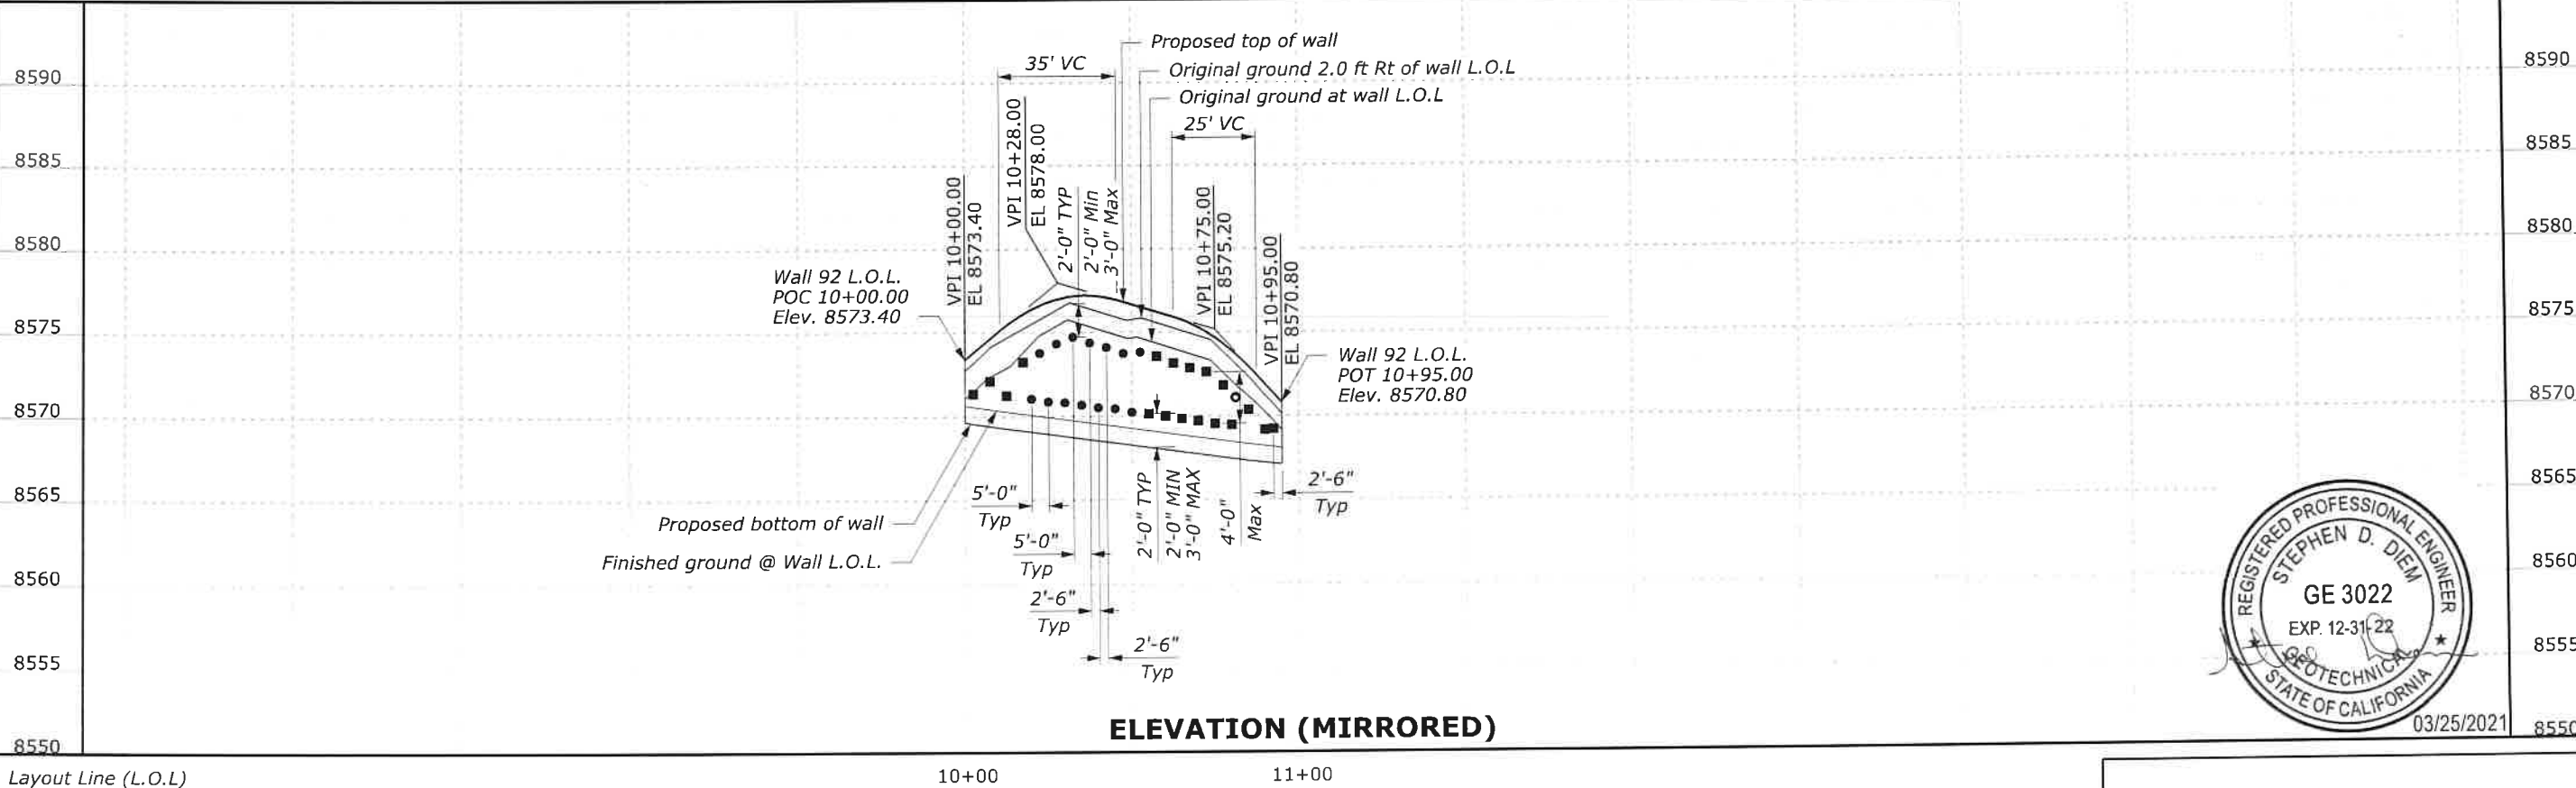 Proposed top of wall
35' VC
Original ground 2.0 ft Rt of wall L.O.L
Original ground at wall L.O.L
25' VC
8590
8585
8580
8575
8570
8565
8560
8555
8550
8590
8585
8580
8575
8570
8565
8560
8555
8550
VPI 10+00.00
EL 8573.40
VPI 10+28.00
EL 8578.00
2'-0" TYP
2'-0" Min
3'-0" Max
VPI 10+75.00
EL 8575.20
VPI 10+95.00
EL 8570.80
Wall 92 L.O.L.
POC 10+00.00
Elev. 8573.40
Wall 92 L.O.L.
POT 10+95.00
Elev. 8570.80
5'-0"
Typ
5'-0"
Typ
2'-6"
Typ
2'-6"
Typ
2'-0" TYP
2'-0" MIN
3'-0" MAX
4'-0"
Max
2'-6"
Typ
Proposed bottom of wall
Finished ground @ Wall L.O.L.
REGISTERED PROFESSIONAL ENGINEER
STEPHEN D. DIEM
GE 3022
EXP. 12-31-22
GEOTECHNICAL
STATE OF CALIFORNIA
03/25/2021
ELEVATION (MIRRORED)
Layout Line (L.O.L)
10+00
11+00